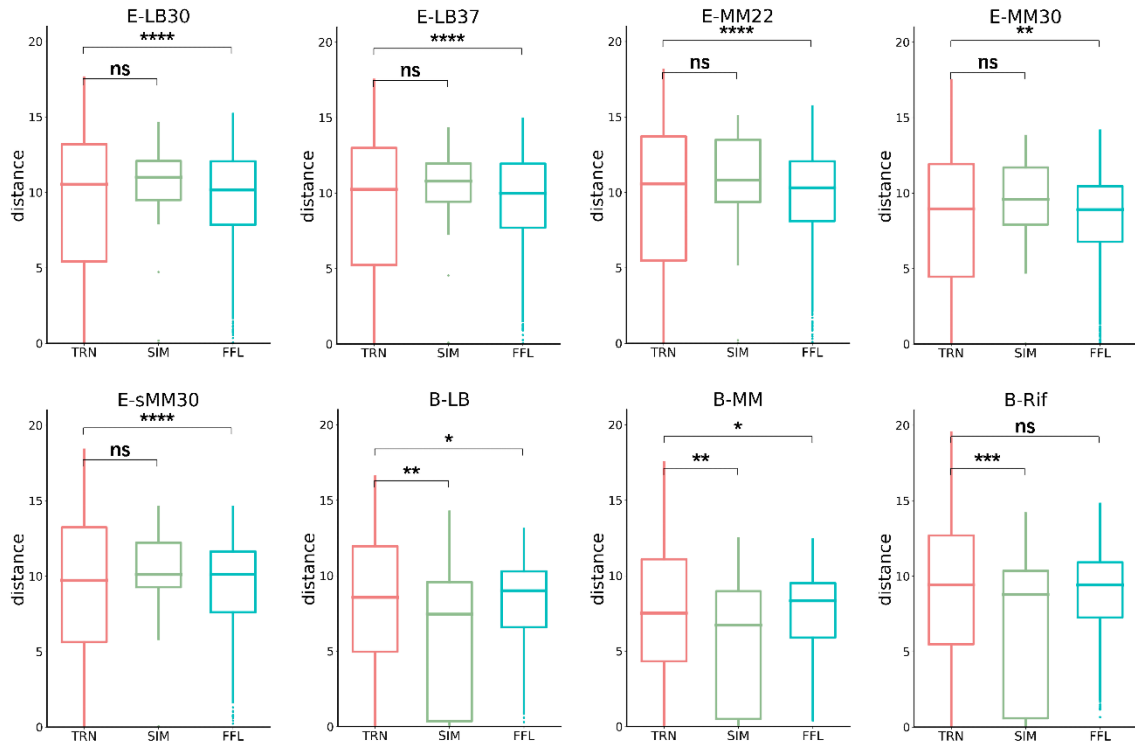 E-LB30
20
15
10
5
0
distance
****
ns
TRN SIM FFL
E-LB37
20
15
10
5
0
distance
****
ns
TRN SIM FFL
E-MM22
20
15
10
5
0
distance
****
ns
TRN SIM FFL
E-MM30
20
15
10
5
0
distance
**
ns
TRN SIM FFL
E-sMM30
20
15
10
5
0
distance
****
ns
TRN SIM FFL
B-LB
20
15
10
5
0
distance
*
**
TRN SIM FFL
B-MM
20
15
10
5
0
distance
*
**
TRN SIM FFL
B-Rif
20
15
10
5
0
distance
ns
***
TRN SIM FFL